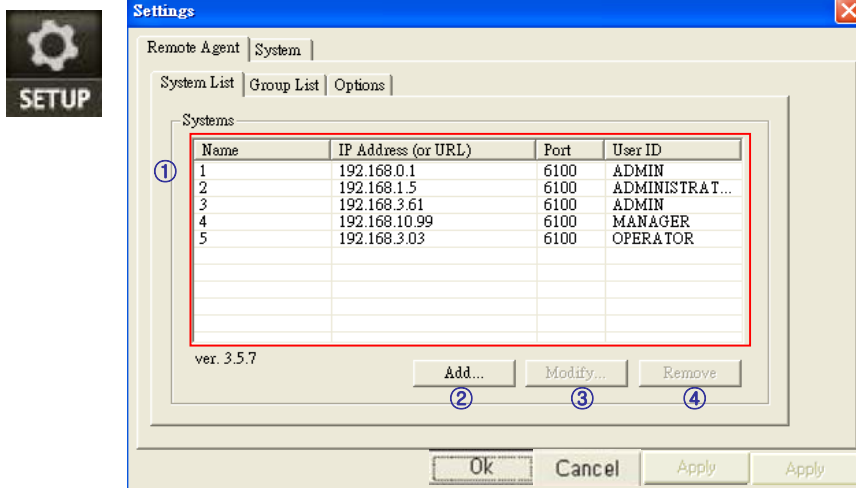 SETUP
Settings
Remote Agent System
System List Group List Options
Systems
Name IP Address (or URL) Port User ID
①
1 192.168.0.1 6100 ADMIN
2 192.168.1.5 6100 ADMINISTRAT...
3 192.168.3.61 6100 ADMIN
4 192.168.10.99 6100 MANAGER
5 192.168.3.03 6100 OPERATOR
ver. 3.5.7
Add... Modify... Remove
② ③ ④
Ok Cancel Apply Apply